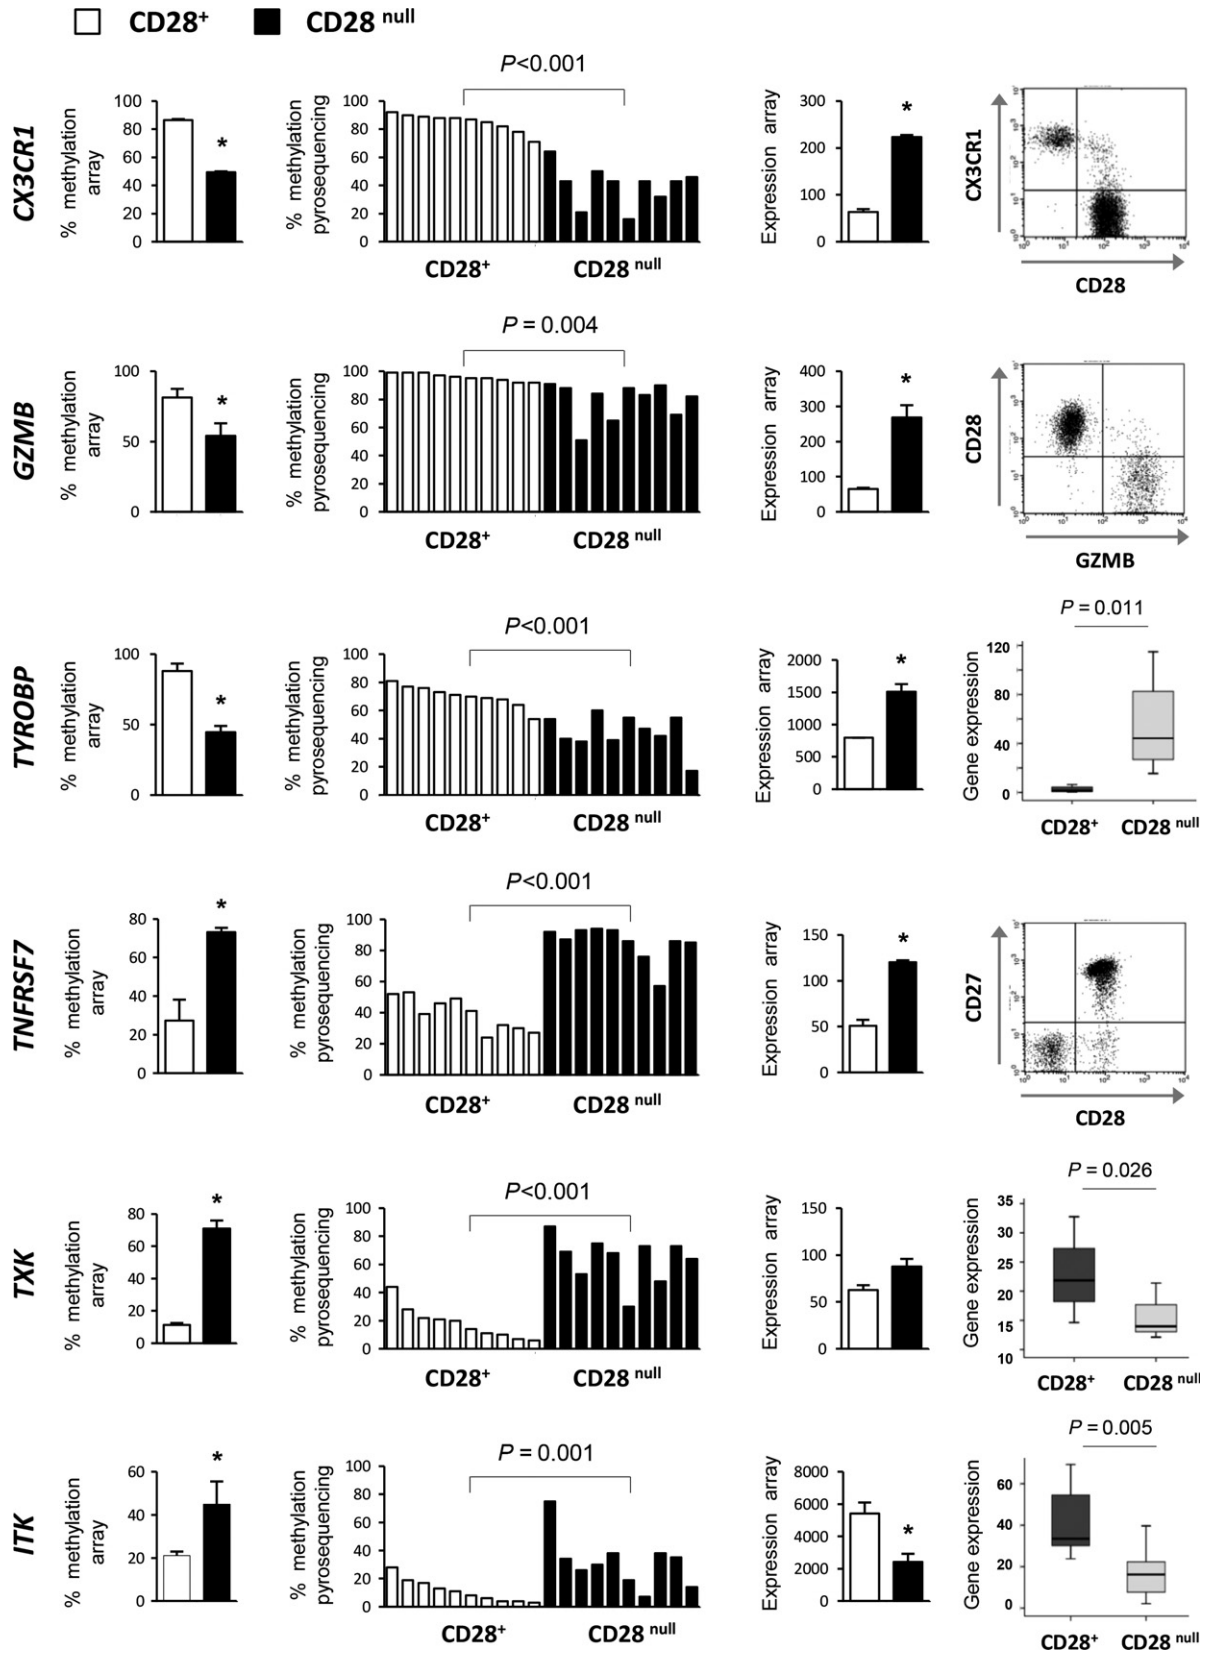 CD28+ CD28 null
CX3CR1
% methylation array
100
80
60
40
20
0
*
% methylation pyrosequencing
100
80
60
40
20
0
P<0.001
CD28+ CD28 null
Expression array
300
200
100
0
*
CX3CR1
CD28
GZMB
% methylation array
100
50
0
*
% methylation pyrosequencing
100
80
60
40
20
0
P = 0.004
CD28+ CD28 null
Expression array
400
300
200
100
0
*
CD28
GZMB
TYROBP
% methylation array
100
50
0
*
% methylation pyrosequencing
100
80
60
40
20
0
P<0.001
CD28+ CD28 null
Expression array
2000
1500
1000
500
0
*
P = 0.011
Gene expression
120
80
40
0
CD28+ CD28 null
TNFRSF7
% methylation array
80
60
40
20
0
*
% methylation pyrosequencing
100
80
60
40
20
0
P<0.001
CD28+ CD28 null
Expression array
150
100
50
0
*
CD27
CD28
TXK
% methylation array
80
60
40
20
0
*
% methylation pyrosequencing
100
80
60
40
20
0
P<0.001
CD28+ CD28 null
Expression array
150
100
50
0
P = 0.026
Gene expression
35
30
25
20
15
10
CD28+ CD28 null
ITK
% methylation array
60
40
20
0
*
% methylation pyrosequencing
100
80
60
40
20
0
P = 0.001
CD28+ CD28 null
Expression array
8000
6000
4000
2000
0
*
P = 0.005
Gene expression
60
40
20
0
CD28+ CD28 null